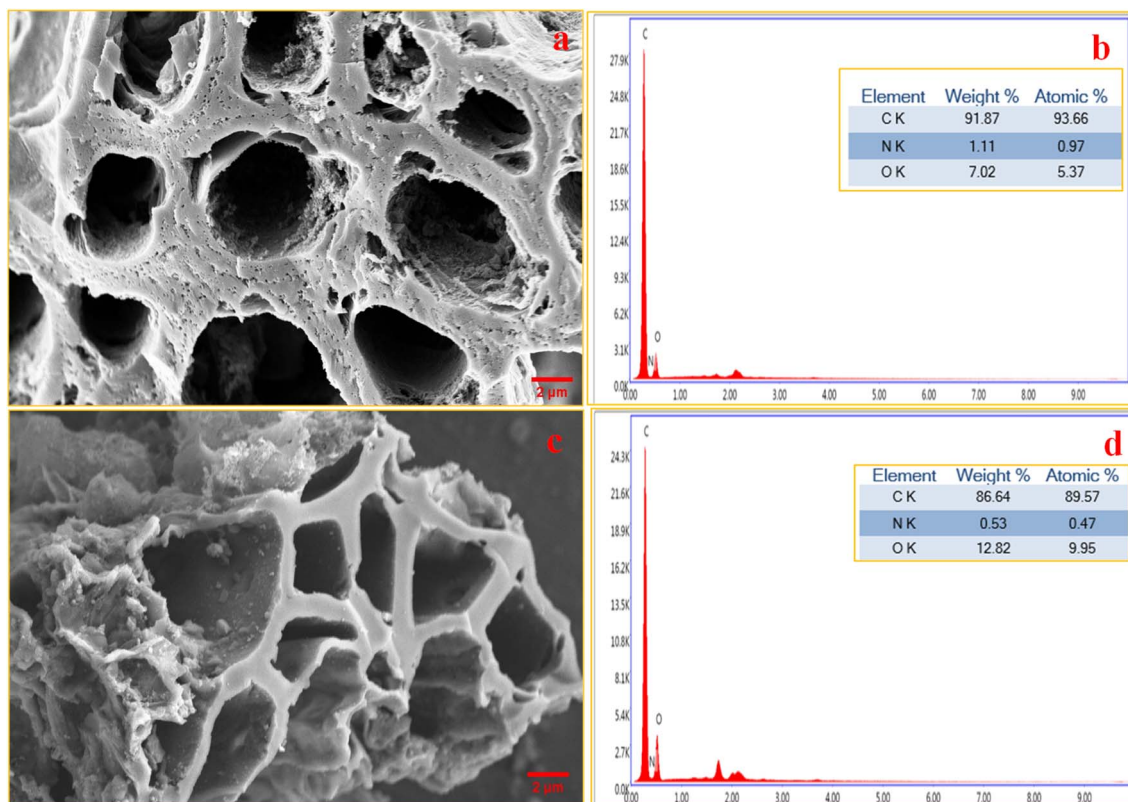 a
2 µm
b
C
27.9K
24.8K
21.7K
18.6K
15.5K
12.4K
9.3K
6.2K
3.1K
0.0K
O
N
0.00 1.00 2.00 3.00 4.00 5.00 6.00 7.00 8.00 9.00
Element Weight % Atomic %
C K 91.87 93.66
N K 1.11 0.97
O K 7.02 5.37
c
2 µm
d
C
24.3K
21.6K
18.9K
16.2K
13.5K
10.8K
8.1K
5.4K
2.7K
0.0K
O
N
0.00 1.00 2.00 3.00 4.00 5.00 6.00 7.00 8.00 9.00
Element Weight % Atomic %
C K 86.64 89.57
N K 0.53 0.47
O K 12.82 9.95